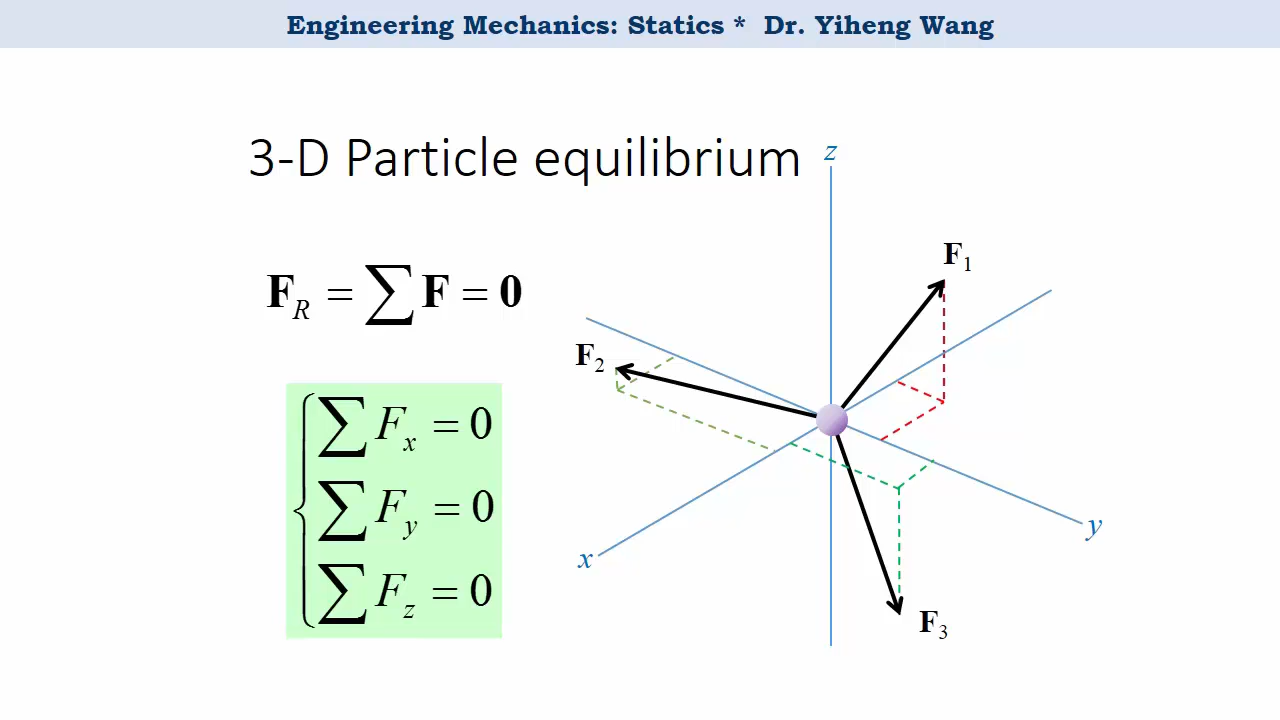 Engineering Mechanics: Statics * Dr. Yiheng Wang
3-D Particle equilibrium
z
F₁
F_R = ∑ F = 0
F₂
∑ Fₓ = 0
∑ F_y = 0
y
x
∑ F_z = 0
F₃